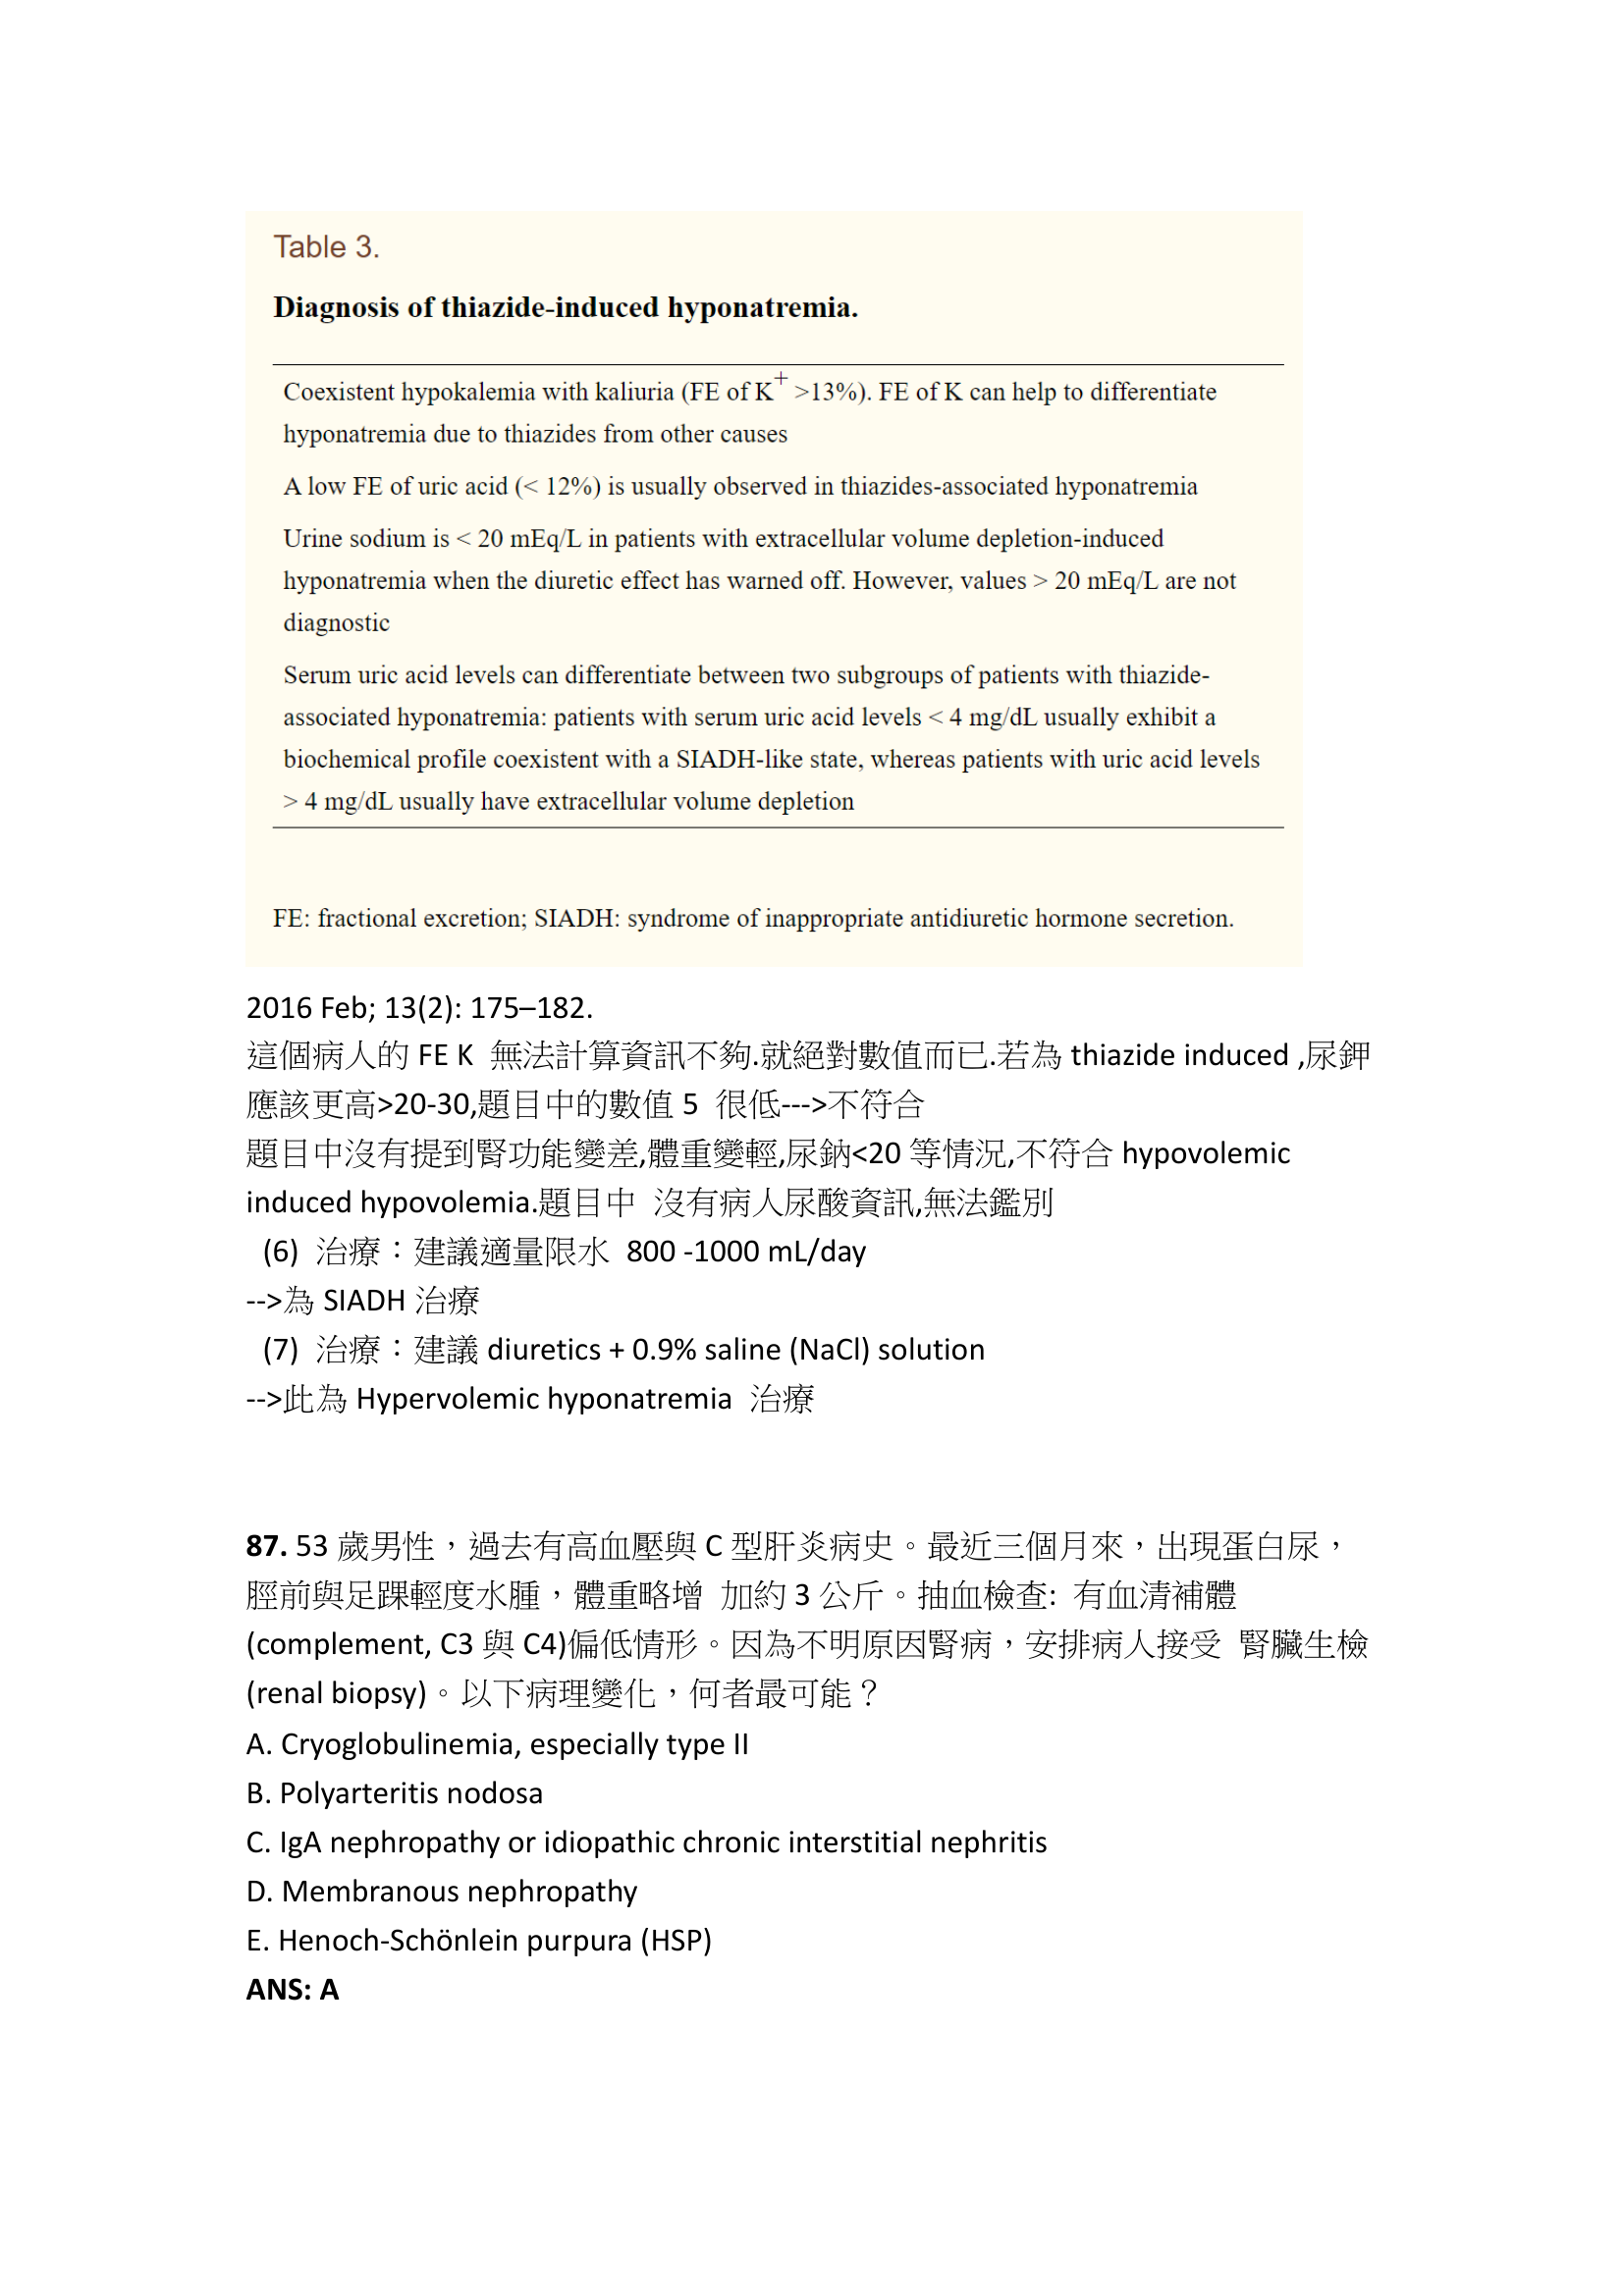 Table 3.
Diagnosis of thiazide-induced hyponatremia.
Coexistent hypokalemia with kaliuria (FE of K+ >13%). FE of K can help to differentiate
hyponatremia due to thiazides from other causes
A low FE of uric acid (< 12%) is usually observed in thiazides-associated hyponatremia
Urine sodium is < 20 mEq/L in patients with extracellular volume depletion-induced
hyponatremia when the diuretic effect has warned off. However, values > 20 mEq/L are not
diagnostic
Serum uric acid levels can differentiate between two subgroups of patients with thiazide-
associated hyponatremia: patients with serum uric acid levels < 4 mg/dL usually exhibit a
biochemical profile coexistent with a SIADH-like state, whereas patients with uric acid levels
> 4 mg/dL usually have extracellular volume depletion
FE: fractional excretion; SIADH: syndrome of inappropriate antidiuretic hormone secretion.
2016 Feb; 13(2): 175–182.
這個病人的 FE K 無法計算資訊不夠.就絕對數值而已.若為 thiazide induced ,尿鉀
應該更高>20-30,題目中的數值 5 很低--->不符合
題目中沒有提到腎功能變差,體重變輕,尿鈉<20 等情況,不符合 hypovolemic
induced hypovolemia.題目中 沒有病人尿酸資訊,無法鑑別
(6) 治療：建議適量限水 800 -1000 mL/day
-->為 SIADH 治療
(7) 治療：建議 diuretics + 0.9% saline (NaCl) solution
-->此為 Hypervolemic hyponatremia 治療
87. 53 歲男性，過去有高血壓與 C 型肝炎病史。最近三個月來，出現蛋白尿，
脛前與足踝輕度水腫，體重略增 加約 3 公斤。抽血檢查: 有血清補體
(complement, C3 與 C4)偏低情形。因為不明原因腎病，安排病人接受 腎臟生檢
(renal biopsy)。以下病理變化，何者最可能？
A. Cryoglobulinemia, especially type II
B. Polyarteritis nodosa
C. IgA nephropathy or idiopathic chronic interstitial nephritis
D. Membranous nephropathy
E. Henoch-Schönlein purpura (HSP)
ANS: A